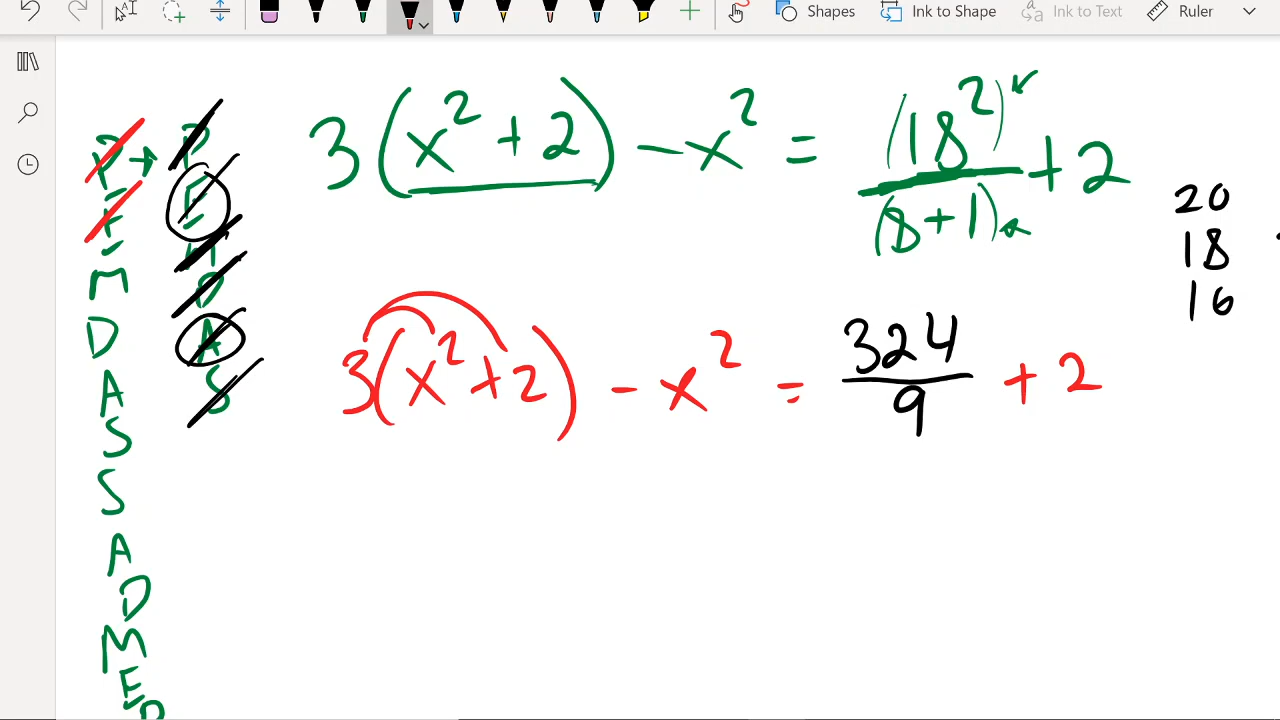 Shapes Ink to Shape Ink to Text Ruler
3(x² + 2) - x² = (18²)/(8+1) + 2
3(x² + 2) - x² = 324/9 + 2
20
18
16
P → P
E E
M M
D D
A A
S S
S
A
D
M
E
P